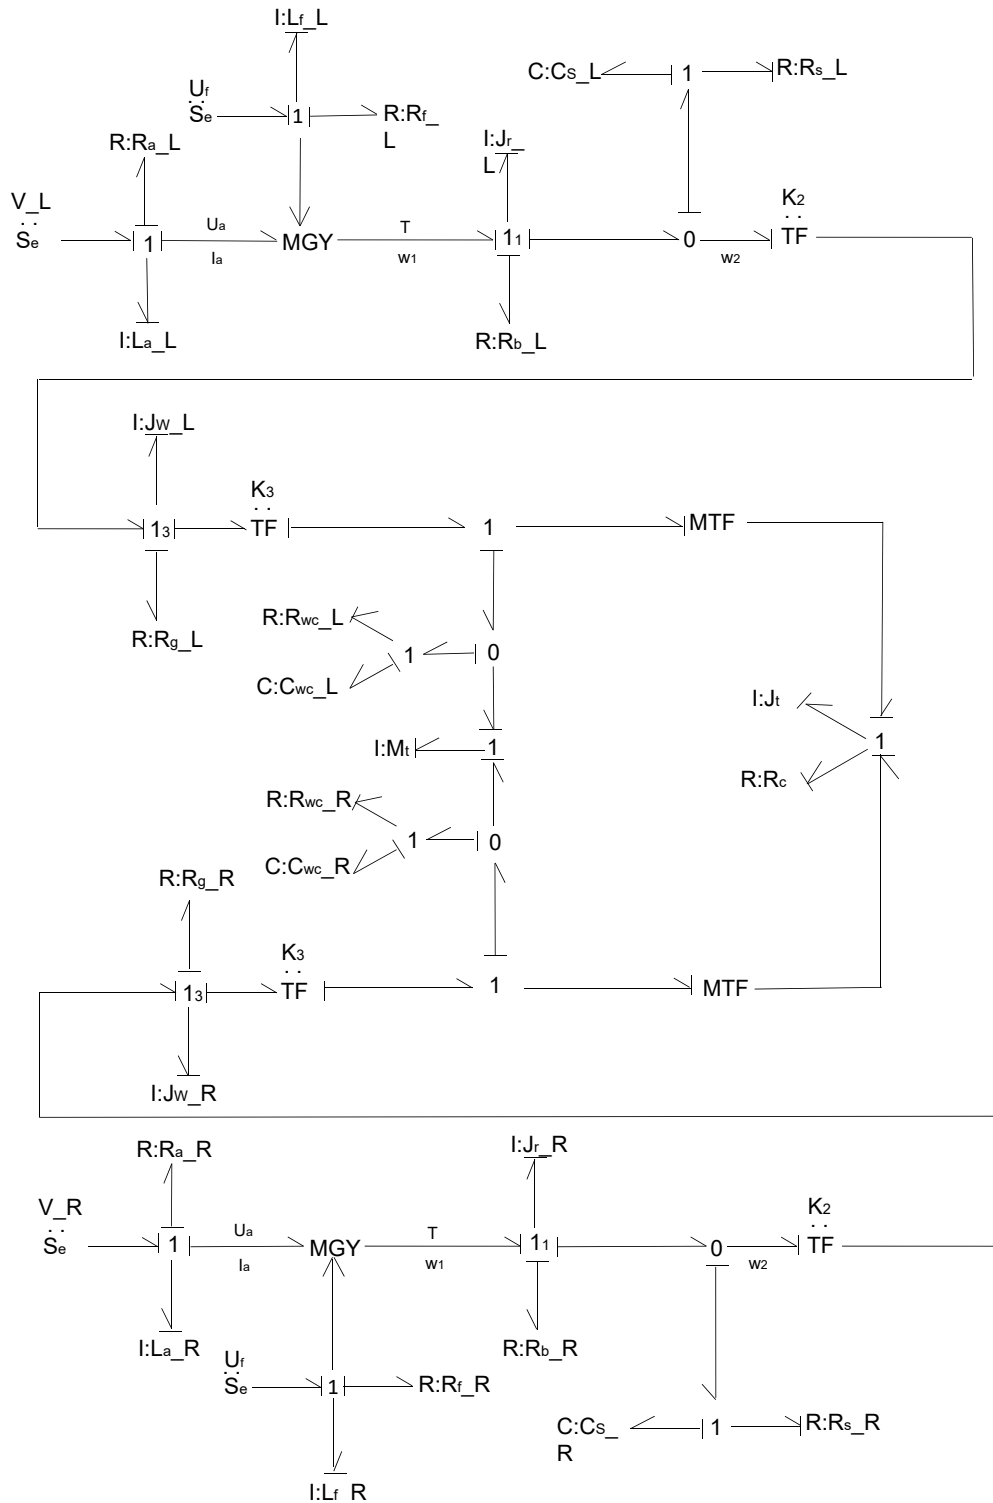 I:Lf_L
C:CS_L 1 R:Rs_L
Uf
Se 1 R:Rf_
L
R:Ra_L
I:Jr_
L
V_L
K2
Se 1 Ua MGY T 11 0 TF
Ia w1 w2
I:La_L
R:Rb_L
I:JW_L
K3
13 TF 1 MTF
R:Rwc_L
R:Rg_L
1 0
C:Cwc_L
I:Jt
I:Mt 1 1
R:Rc
R:Rwc_R
1 0
C:Cwc_R
R:Rg_R
K3
13 TF 1 MTF
I:JW_R
R:Ra_R I:Jr_R
V_R
K2
Se 1 Ua MGY T 11 0 TF
Ia w1 w2
I:La_R R:Rb_R
Uf
Se 1 R:Rf_R
C:CS_ 1 R:Rs_R
R
I:Lf_R